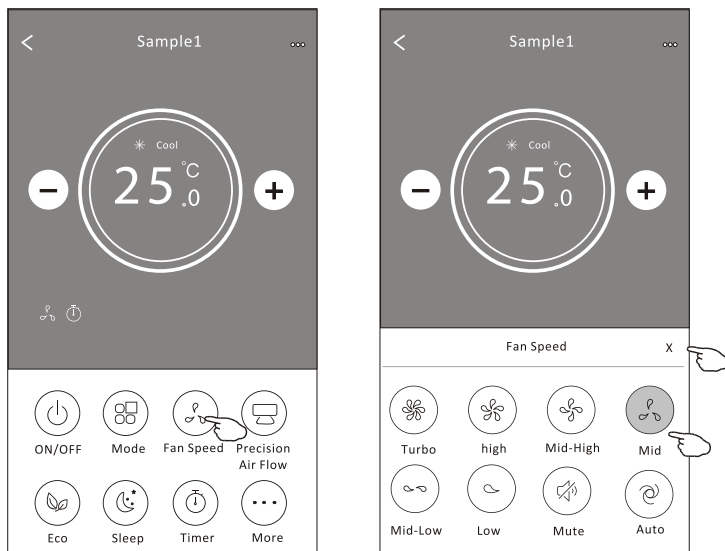 Sample1
Cool
25.0°C
ON/OFF Mode Fan Speed Precision
Air Flow
Eco Sleep Timer More
Sample1
Cool
25.0°C
Fan Speed X
Turbo high Mid-High Mid
Mid-Low Low Mute Auto